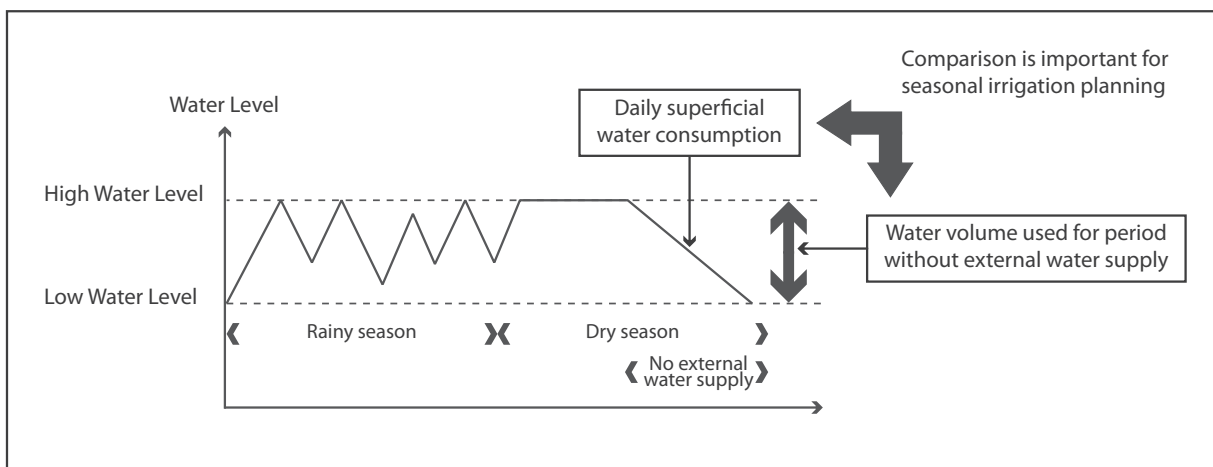 Comparison is important for
seasonal irrigation planning
Water Level
Daily superficial
water consumption
High Water Level
Water volume used for period
without external water supply
Low Water Level
Rainy season
Dry season
No external
water supply